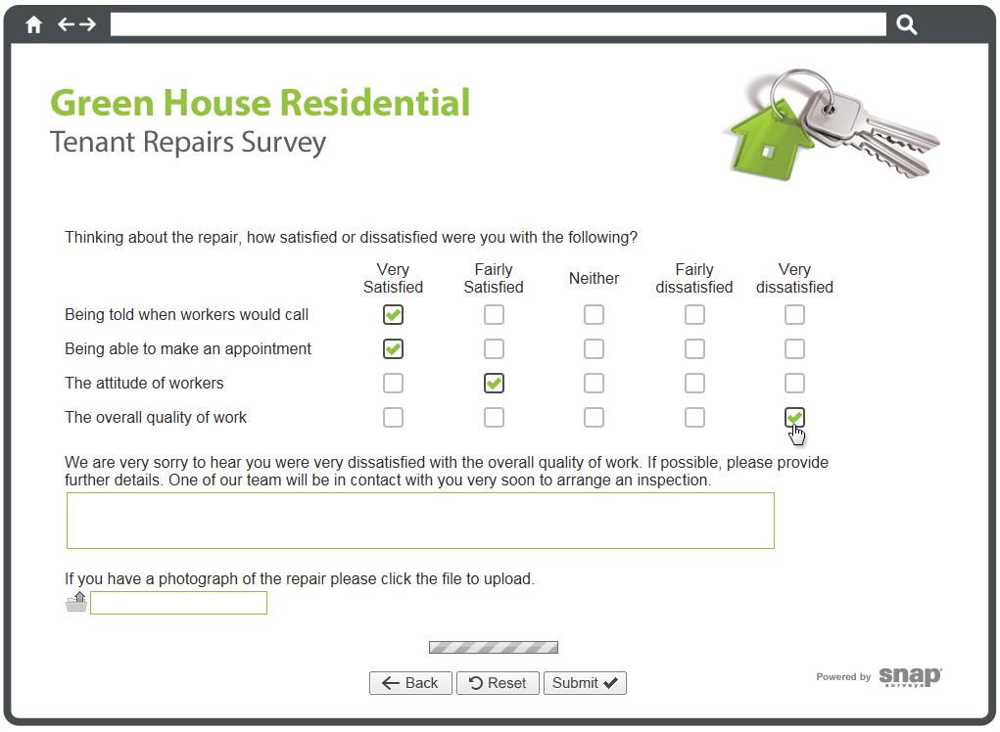 Green House Residential
Tenant Repairs Survey
Thinking about the repair, how satisfied or dissatisfied were you with the following?
Very Satisfied
Fairly Satisfied
Neither
Fairly dissatisfied
Very dissatisfied
Being told when workers would call
Being able to make an appointment
The attitude of workers
The overall quality of work
We are very sorry to hear you were very dissatisfied with the overall quality of work. If possible, please provide
further details. One of our team will be in contact with you very soon to arrange an inspection.
If you have a photograph of the repair please click the file to upload.
Back
Reset
Submit
Powered by snap surveys